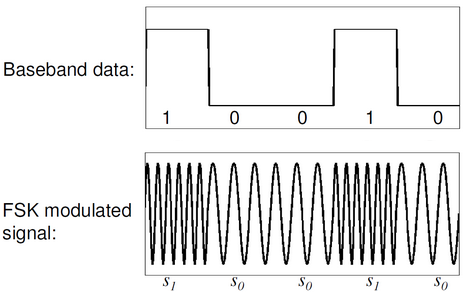 Baseband data:
1 0 0 1 0
FSK modulated
signal:
s1 s0 s0 s1 s0